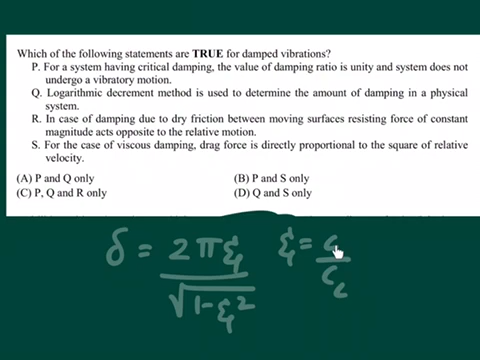 Which of the following statements are TRUE for damped vibrations?
P. For a system having critical damping, the value of damping ratio is unity and system does not
undergo a vibratory motion.
Q. Logarithmic decrement method is used to determine the amount of damping in a physical
system.
R. In case of damping due to dry friction between moving surfaces resisting force of constant
magnitude acts opposite to the relative motion.
S. For the case of viscous damping, drag force is directly proportional to the square of relative
velocity.
(A) P and Q only (B) P and S only
(C) P, Q and R only (D) Q and S only
δ = 2πξ / √1-ξ² ξ = c / c_c